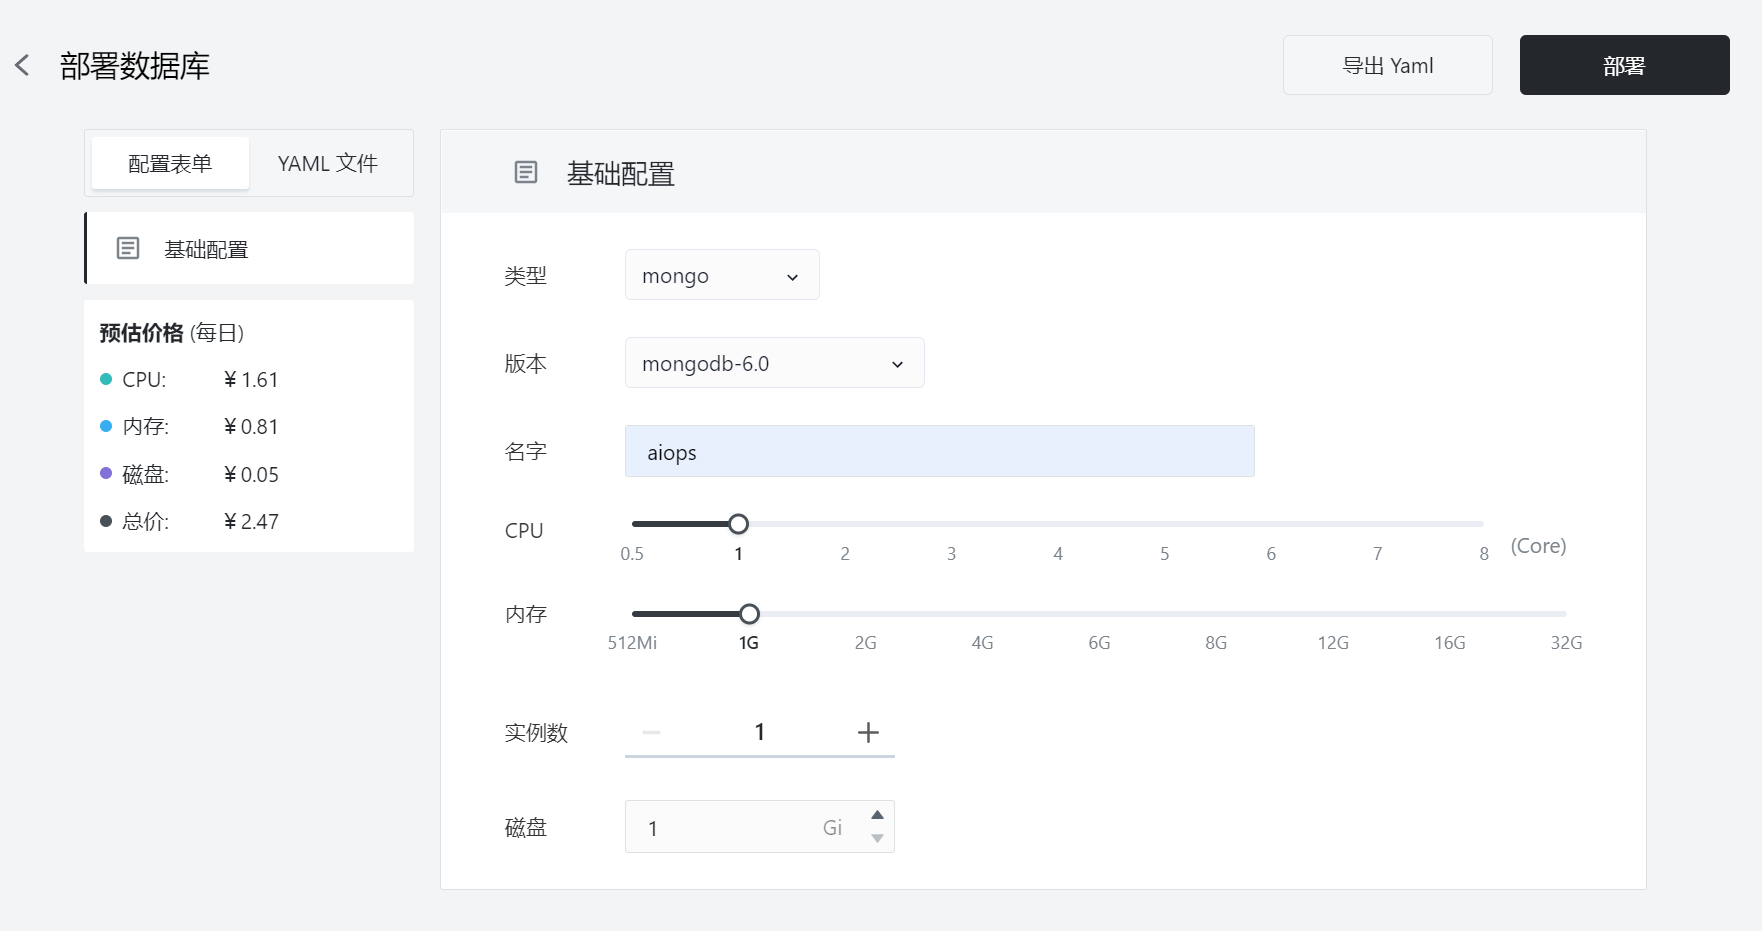 部署数据库
导出 Yaml
部署
配置表单
YAML 文件
基础配置
预估价格 (每日)
CPU: ¥ 1.61
内存: ¥ 0.81
磁盘: ¥ 0.05
总价: ¥ 2.47
基础配置
类型 mongo
版本 mongodb-6.0
名字 aiops
CPU
0.5 1 2 3 4 5 6 7 8 (Core)
内存
512Mi 1G 2G 4G 6G 8G 12G 16G 32G
实例数 1
磁盘 1 Gi